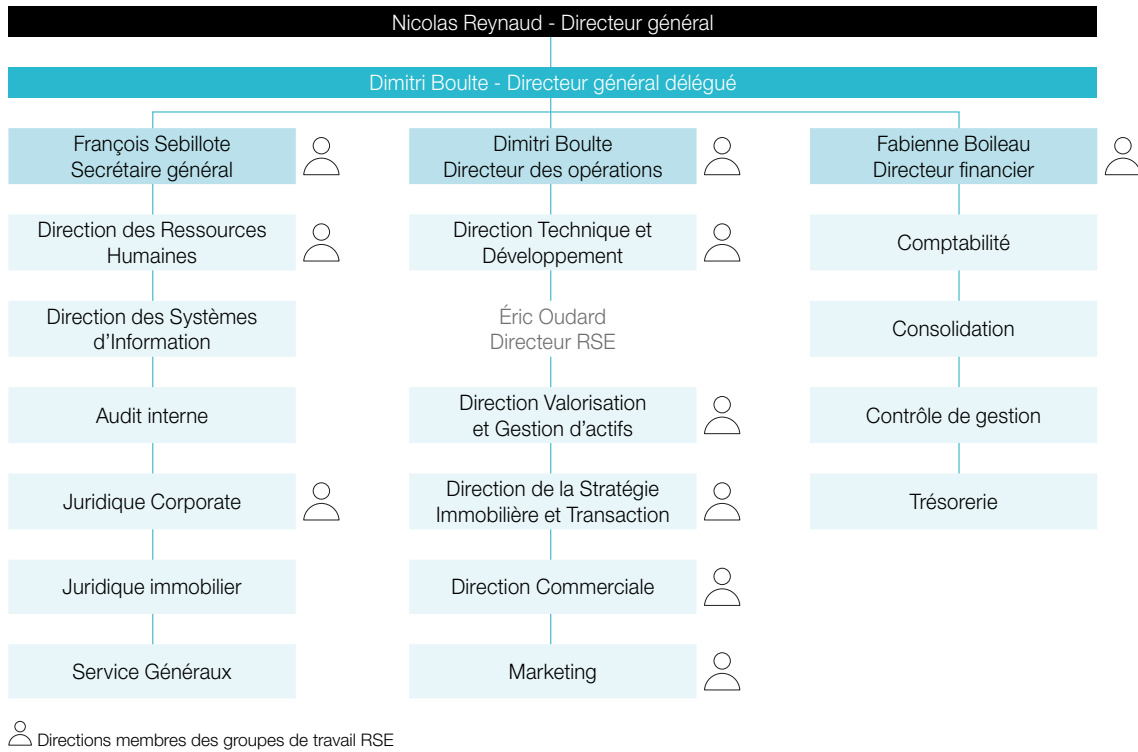 Nicolas Reynaud - Directeur général
Dimitri Boulte - Directeur général délégué
François Sebillote
Secrétaire général
Direction des Ressources
Humaines
Direction des Systèmes
d'Information
Audit interne
Juridique Corporate
Juridique immobilier
Service Généraux
Dimitri Boulte
Directeur des opérations
Direction Technique et
Développement
Éric Oudard
Directeur RSE
Direction Valorisation
et Gestion d'actifs
Direction de la Stratégie
Immobilière et Transaction
Direction Commerciale
Marketing
Fabienne Boileau
Directeur financier
Comptabilité
Consolidation
Contrôle de gestion
Trésorerie
Directions membres des groupes de travail RSE